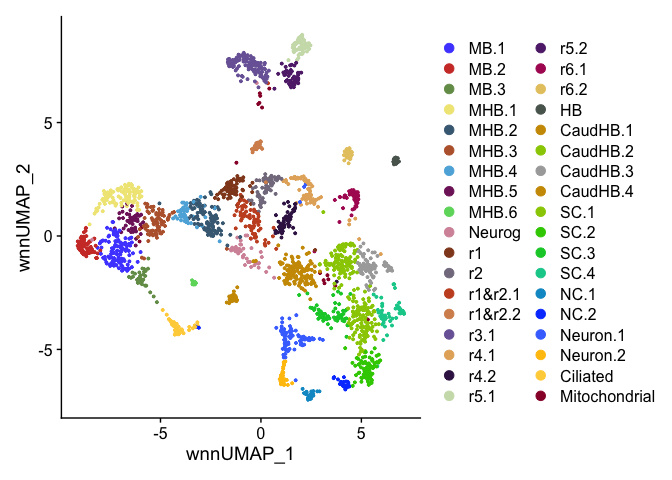 wnnUMAP_2
5
0
-5
-5
0
5
wnnUMAP_1
MB.1
MB.2
MB.3
MHB.1
MHB.2
MHB.3
MHB.4
MHB.5
MHB.6
Neurog
r1
r2
r1&r2.1
r1&r2.2
r3.1
r4.1
r4.2
r5.1
r5.2
r6.1
r6.2
HB
CaudHB.1
CaudHB.2
CaudHB.3
CaudHB.4
SC.1
SC.2
SC.3
SC.4
NC.1
NC.2
Neuron.1
Neuron.2
Ciliated
Mitochondrial